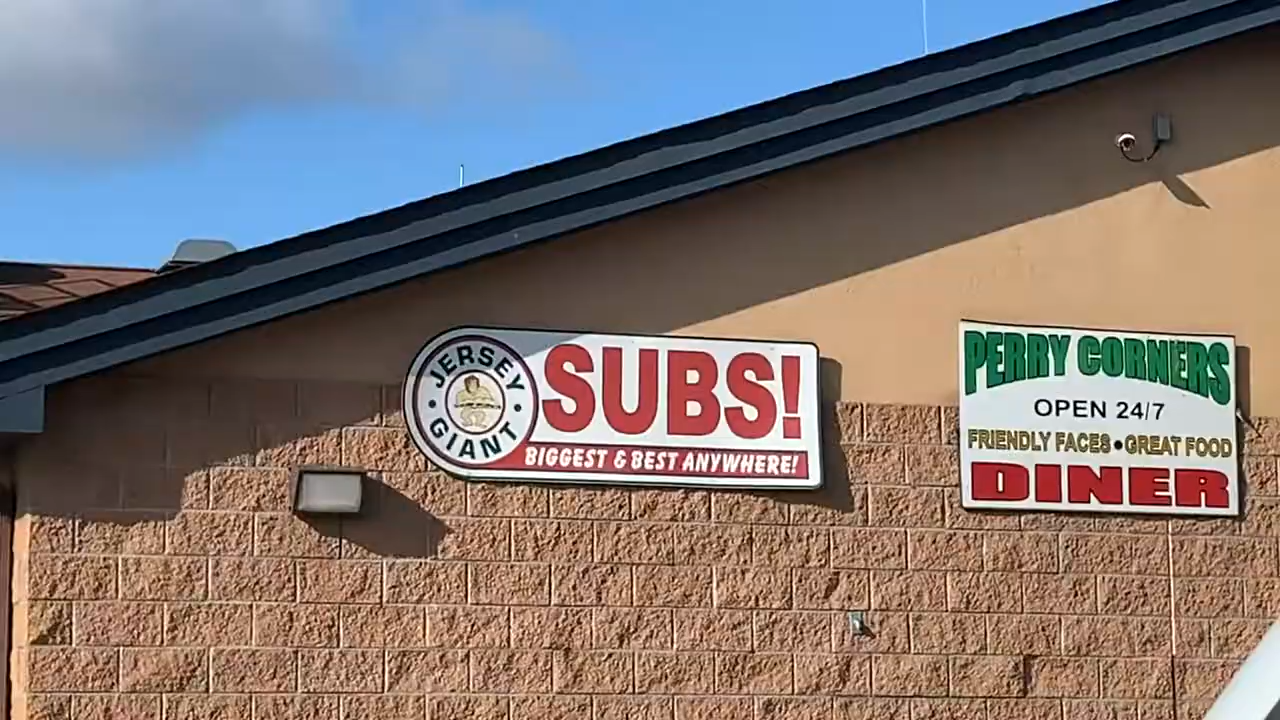 JERSEY
GIANT
SUBS!
BIGGEST & BEST ANYWHERE!
PERRY CORNERS
OPEN 24/7
FRIENDLY FACES • GREAT FOOD
DINER